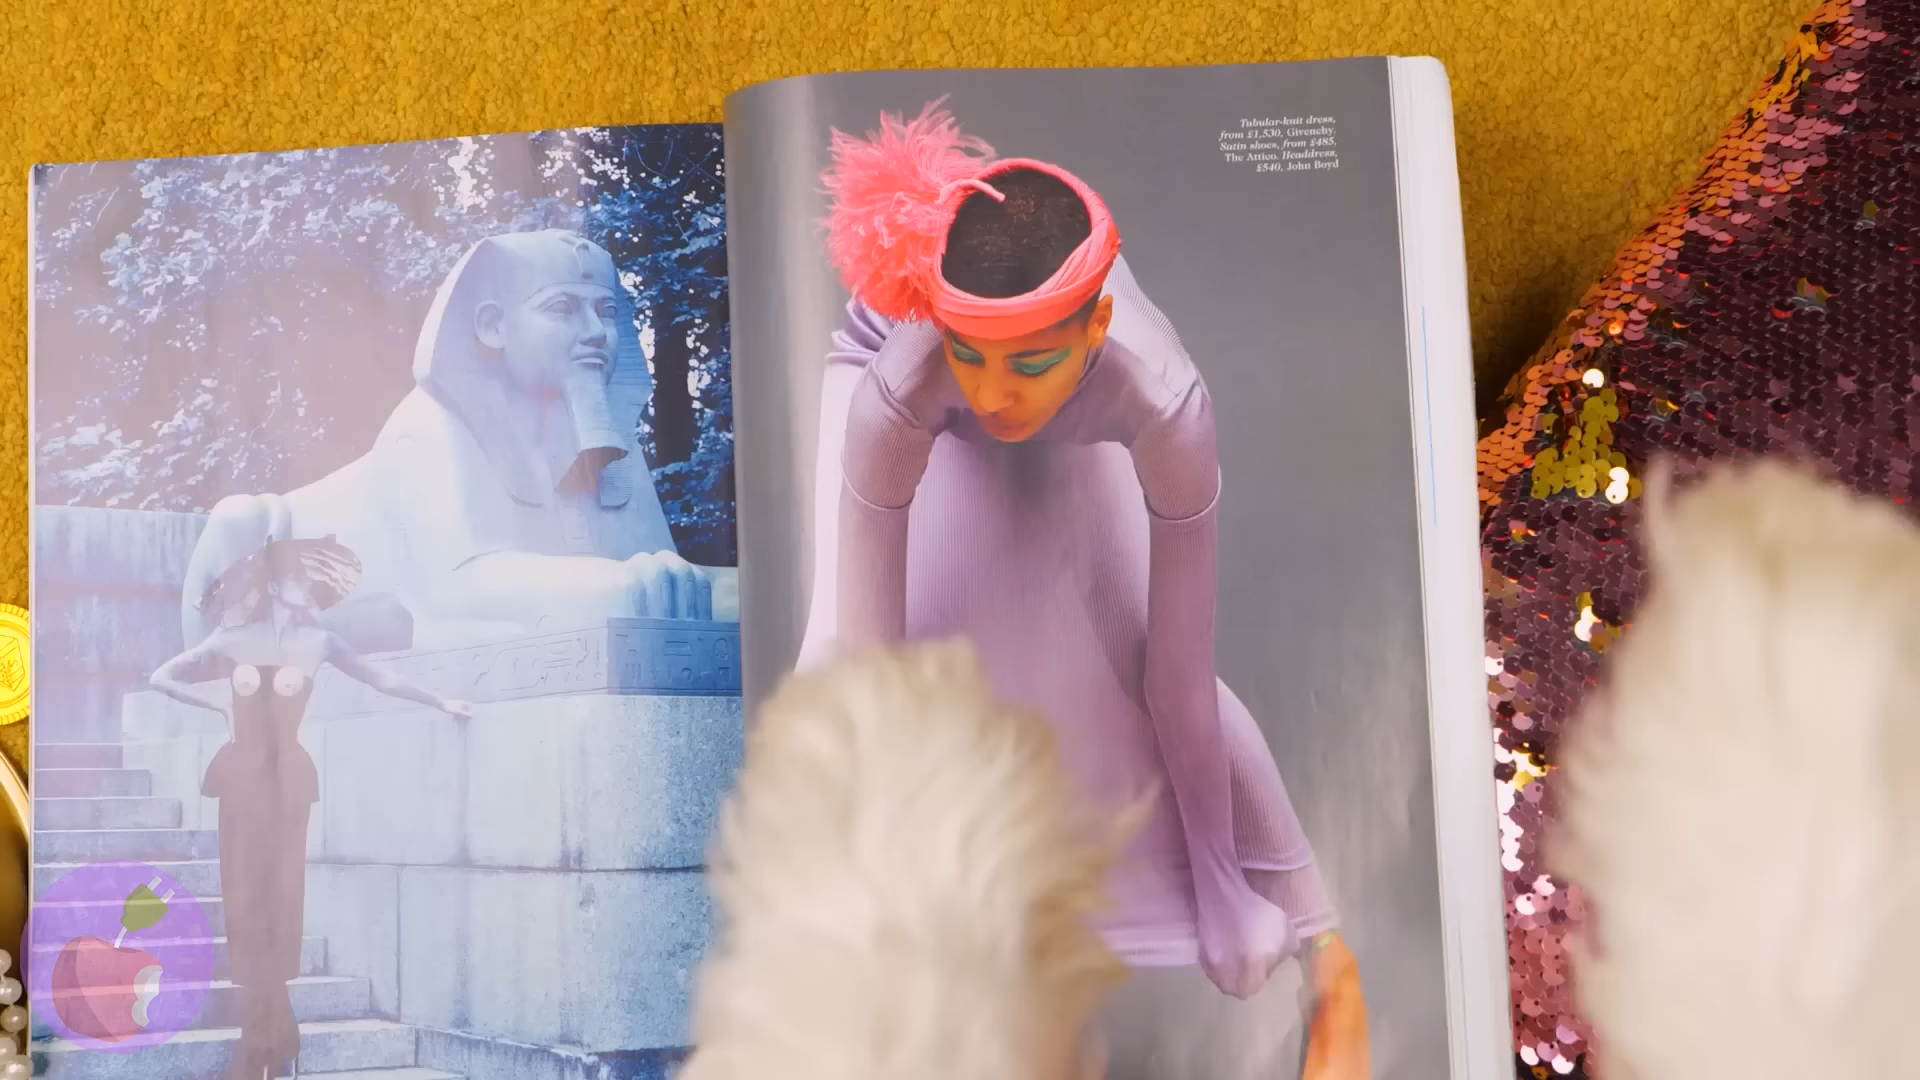 Tubular-knit dress,
from £1,530, Givenchy.
Satin shoes, from £485,
The Attico. Headdress,
£540, John Boyd